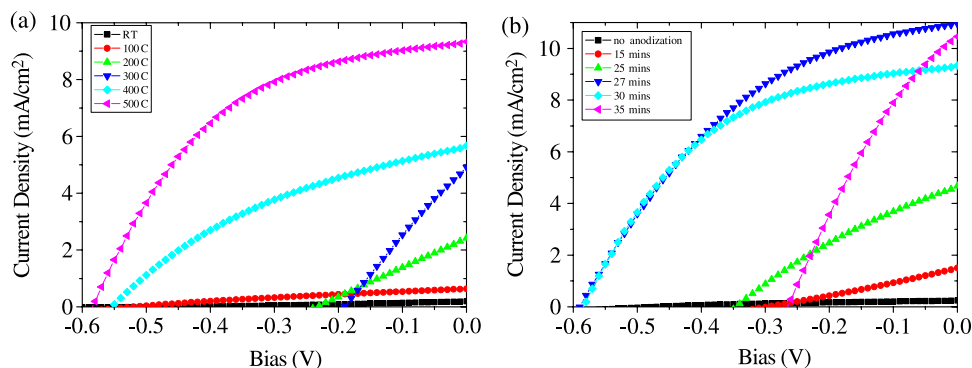 (a)
RT
100 C
200 C
300 C
400 C
500 C
Current Density (mA/cm2)
10
8
6
4
2
0
-0.6 -0.5 -0.4 -0.3 -0.2 -0.1 0.0
Bias (V)
(b)
no anodization
15 mins
25 mins
27 mins
30 mins
35 mins
Current Density (mA/cm²)
10
8
6
4
2
0
-0.6 -0.5 -0.4 -0.3 -0.2 -0.1 0.0
Bias (V)